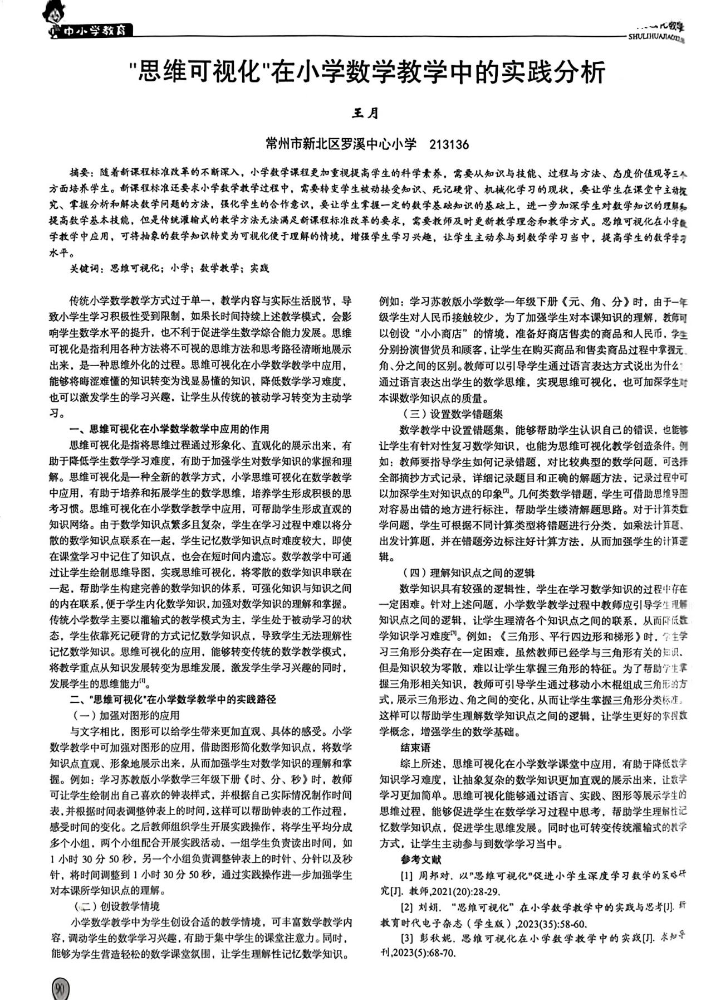 中小学教育
SHULIHUAJIAOXUE
"思维可视化"在小学数学教学中的实践分析
王月
常州市新北区罗溪中心小学 213136
摘要：随着新课程标准改革的不断深入，小学数学课程更加重视提高学生的科学素养，需要从知识与技能、过程与方法、态度价值观等三个
方面培养学生。新课程标准还要求小学数学教学过程中，需要转变学生被动接受知识、死记硬背、机械化学习的现状，要让学生在课堂中主动探
究、掌握分析和解决数学问题的方法，强化学生的合作意识，要让学生掌握一定的数学基础知识的基础上，进一步加深学生对数学知识的理解和
提高数学基本技能，但是传统灌输式的教学方法无法满足新课程标准改革的要求，需要教师及时更新教学理念和教学方式。思维可视化在小学数
学教学中应用，可将抽象的数学知识转变为可视化便于理解的情境，增强学生学习兴趣，让学生主动参与到数学学习当中，提高学生的数学学习
水平。
关键词：思维可视化；小学；数学教学；实践
传统小学数学教学方式过于单一，教学内容与实际生活脱节，导
致小学生学习积极性受到限制，如果长时间持续上述教学模式，会影
响学生数学水平的提升，也不利于促进学生数学综合能力发展。思维
可视化是指利用各种方法将不可视的思维方法和思考路径清晰地展示
出来，是一种思维外化的过程。思维可视化在小学数学教学中应用，
能够将晦涩难懂的知识转变为浅显易懂的知识，降低数学学习难度，
也可以激发学生的学习兴趣，让学生从传统的被动学习转变为主动学
习。
一、思维可视化在小学数学教学中应用的作用
思维可视化是指将思维过程通过形象化、直观化的展示出来，有
助于降低学生数学学习难度，有助于加强学生对数学知识的掌握和理
解。思维可视化是一种全新的教学方式，小学思维可视化在数学教学
中应用，有助于培养和拓展学生的数学思维，培养学生形成积极的思
考习惯。思维可视化在小学数学教学中应用，可帮助学生形成直观的
知识网络。由于数学知识点繁多且复杂，学生在学习过程中难以将分
散的数学知识点联系在一起，学生记忆数学知识点时难度较大，即使
在课堂学习中记住了知识点，也会在短时间内遗忘。数学教学中可通
过让学生绘制思维导图，实现思维可视化，将零散的数学知识串联在
一起，帮助学生构建完善的数学知识的体系，可强化知识与知识之间
的内在联系，便于学生内化数学知识，加强对数学知识的理解和掌握。
传统小学数学主要以灌输式的教学模式为主，学生处于被动学习的状
态，学生依靠死记硬背的方式记忆数学知识点，导致学生无法理解性
记忆数学知识。思维可视化的应用，能够转变传统的数学教学模式，
将教学重点从知识发展转变为思维发展，激发学生学习兴趣的同时，
发展学生的思维能力[1]。
二、"思维可视化"在小学数学教学中的实践路径
（一）加强对图形的应用
与文字相比，图形可以给学生带来更加直观、具体的感受。小学
数学教学中可加强对图形的应用，借助图形简化数学知识点，将数学
知识点直观、形象地展示出来，从而加强学生对数学知识的理解和掌
握。例如：学习苏教版小学数学三年级下册《时、分、秒》时，教师
可让学生绘制出自己喜欢的钟表样式，并根据自己实际情况制作时间
表，并根据时间表调整钟表上的时间，这样可以帮助钟表的工作过程，
感受时间的变化。之后教师组织学生开展实践操作，将学生平均分成
多个小组，两个小组配合开展实践活动，一组学生负责读出时间，如
1 小时 30 分 50 秒，另一个小组负责调整钟表上的时针、分针以及秒
针，将时间调整到 1 小时 30 分 50 秒，通过实践操作进一步加强学生
对本课所学知识点的理解。
（二）创设教学情境
小学数学教学中为学生创设合适的教学情境，可丰富数学教学内
容，调动学生的数学学习兴趣，有助于集中学生的课堂注意力。同时，
能够为学生营造轻松的数学课堂氛围，让学生理解性记忆数学知识。
例如：学习苏教版小学数学一年级下册《元、角、分》时，由于一年
级学生对人民币接触较少，为了加强学生对本课知识的理解，教师可
以创设“小小商店”的情境，准备好商店售卖的商品和人民币，学生
分别扮演售货员和顾客，让学生在购买商品和售卖商品过程中掌握元、
角、分之间的区别。教师可以引导学生通过语言表达方式说出为什么，
通过语言表达出学生的数学思维，实现思维可视化，也可加深学生对
本课数学知识点的质量。
（三）设置数学错题集
数学教学中设置错题集，能够帮助学生认识自己的错误，也能够
让学生有针对性复习数学知识，也能为思维可视化教学创造条件。例
如：教师要指导学生如何记录错题，对比较典型的数学问题，可选择
全部摘抄方式记录，详细记录题目和正确的解题方法，记录过程中可
以加深学生对知识点的印象[2]。几何类数学错题，学生可借助思维导图
对容易出错的地方进行标注，帮助学生缕清解题思路。对于计算类数
学问题，学生可根据不同计算类型将错题进行分类，如乘法计算题、
出发计算题，并在错题旁边标注好计算方法，从而加强学生的计算逻
辑。
（四）理解知识点之间的逻辑
数学知识具有较强的逻辑性，学生在学习数学知识的过程中存在
一定困难。针对上述问题，小学数学教学过程中教师应引导学生理解
知识点之间的逻辑，让学生理清各个知识点之间的联系，从而降低数
学知识学习难度[3]。例如：《三角形、平行四边形和梯形》时，学生学
习三角形分类存在一定困难，虽然教师已经学与三角形有关的知识，
但是知识较为零散，难以让学生掌握三角形的特征。为了帮助学生掌
握三角形相关知识，教师可引导学生通过移动小木棍组成三角形的方
式，展示三角形边、角之间的变化，从而让学生掌握三角形分类标准。
这样可以帮助学生理解数学知识点之间的逻辑，让学生更好的掌握数
学概念，增强学生的数学基础。
结束语
综上所述，思维可视化在小学数学课堂中应用，有助于降低数学
知识学习难度，让抽象复杂的数学知识更加直观的展示出来，让数学
学习更加简单。思维可视化能够通过语言、实践、图形等展示学生的
思维过程，能够促进学生在数学学习过程中思考，帮助学生理解性记
忆数学知识点，促进学生思维发展。同时也可转变传统灌输式的教学
方式，让学生主动参与到数学学习当中。
参考文献
[1] 周邦对. 以"思维可视化"促进小学生深度学习数学的策略研
究[J]. 教师,2021(20):28-29.
[2] 刘娟. “思维可视化”在小学数学教学中的实践与思考[J]. 新
教育时代电子杂志（学生版）,2023(35):58-60.
[3] 彭秋妮. 思维可视化在小学数学教学中的实践[J]. 求知导
刊,2023(5):68-70.
90